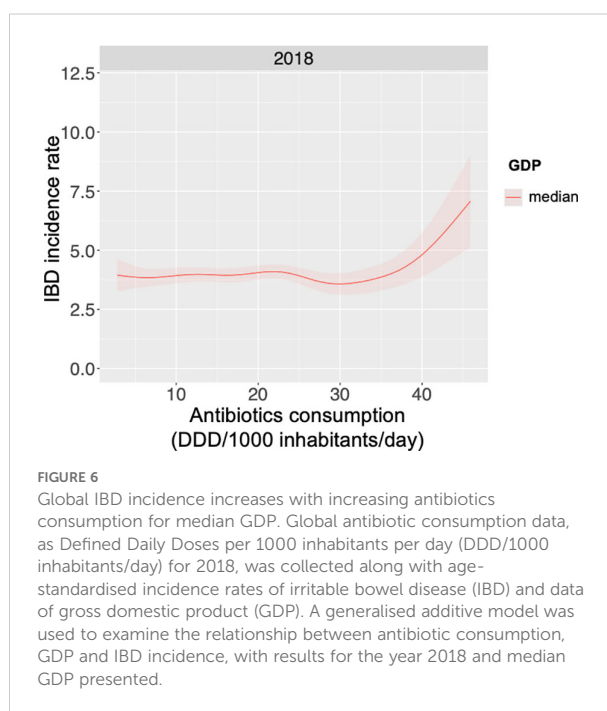 2018
12.5
10.0
7.5
5.0
2.5
0.0
IBD incidence rate
10 20 30 40
Antibiotics consumption
(DDD/1000 inhabitants/day)
GDP
median
FIGURE 6
Global IBD incidence increases with increasing antibiotics
consumption for median GDP. Global antibiotic consumption data,
as Defined Daily Doses per 1000 inhabitants per day (DDD/1000
inhabitants/day) for 2018, was collected along with age-
standardised incidence rates of irritable bowel disease (IBD) and data
of gross domestic product (GDP). A generalised additive model was
used to examine the relationship between antibiotic consumption,
GDP and IBD incidence, with results for the year 2018 and median
GDP presented.